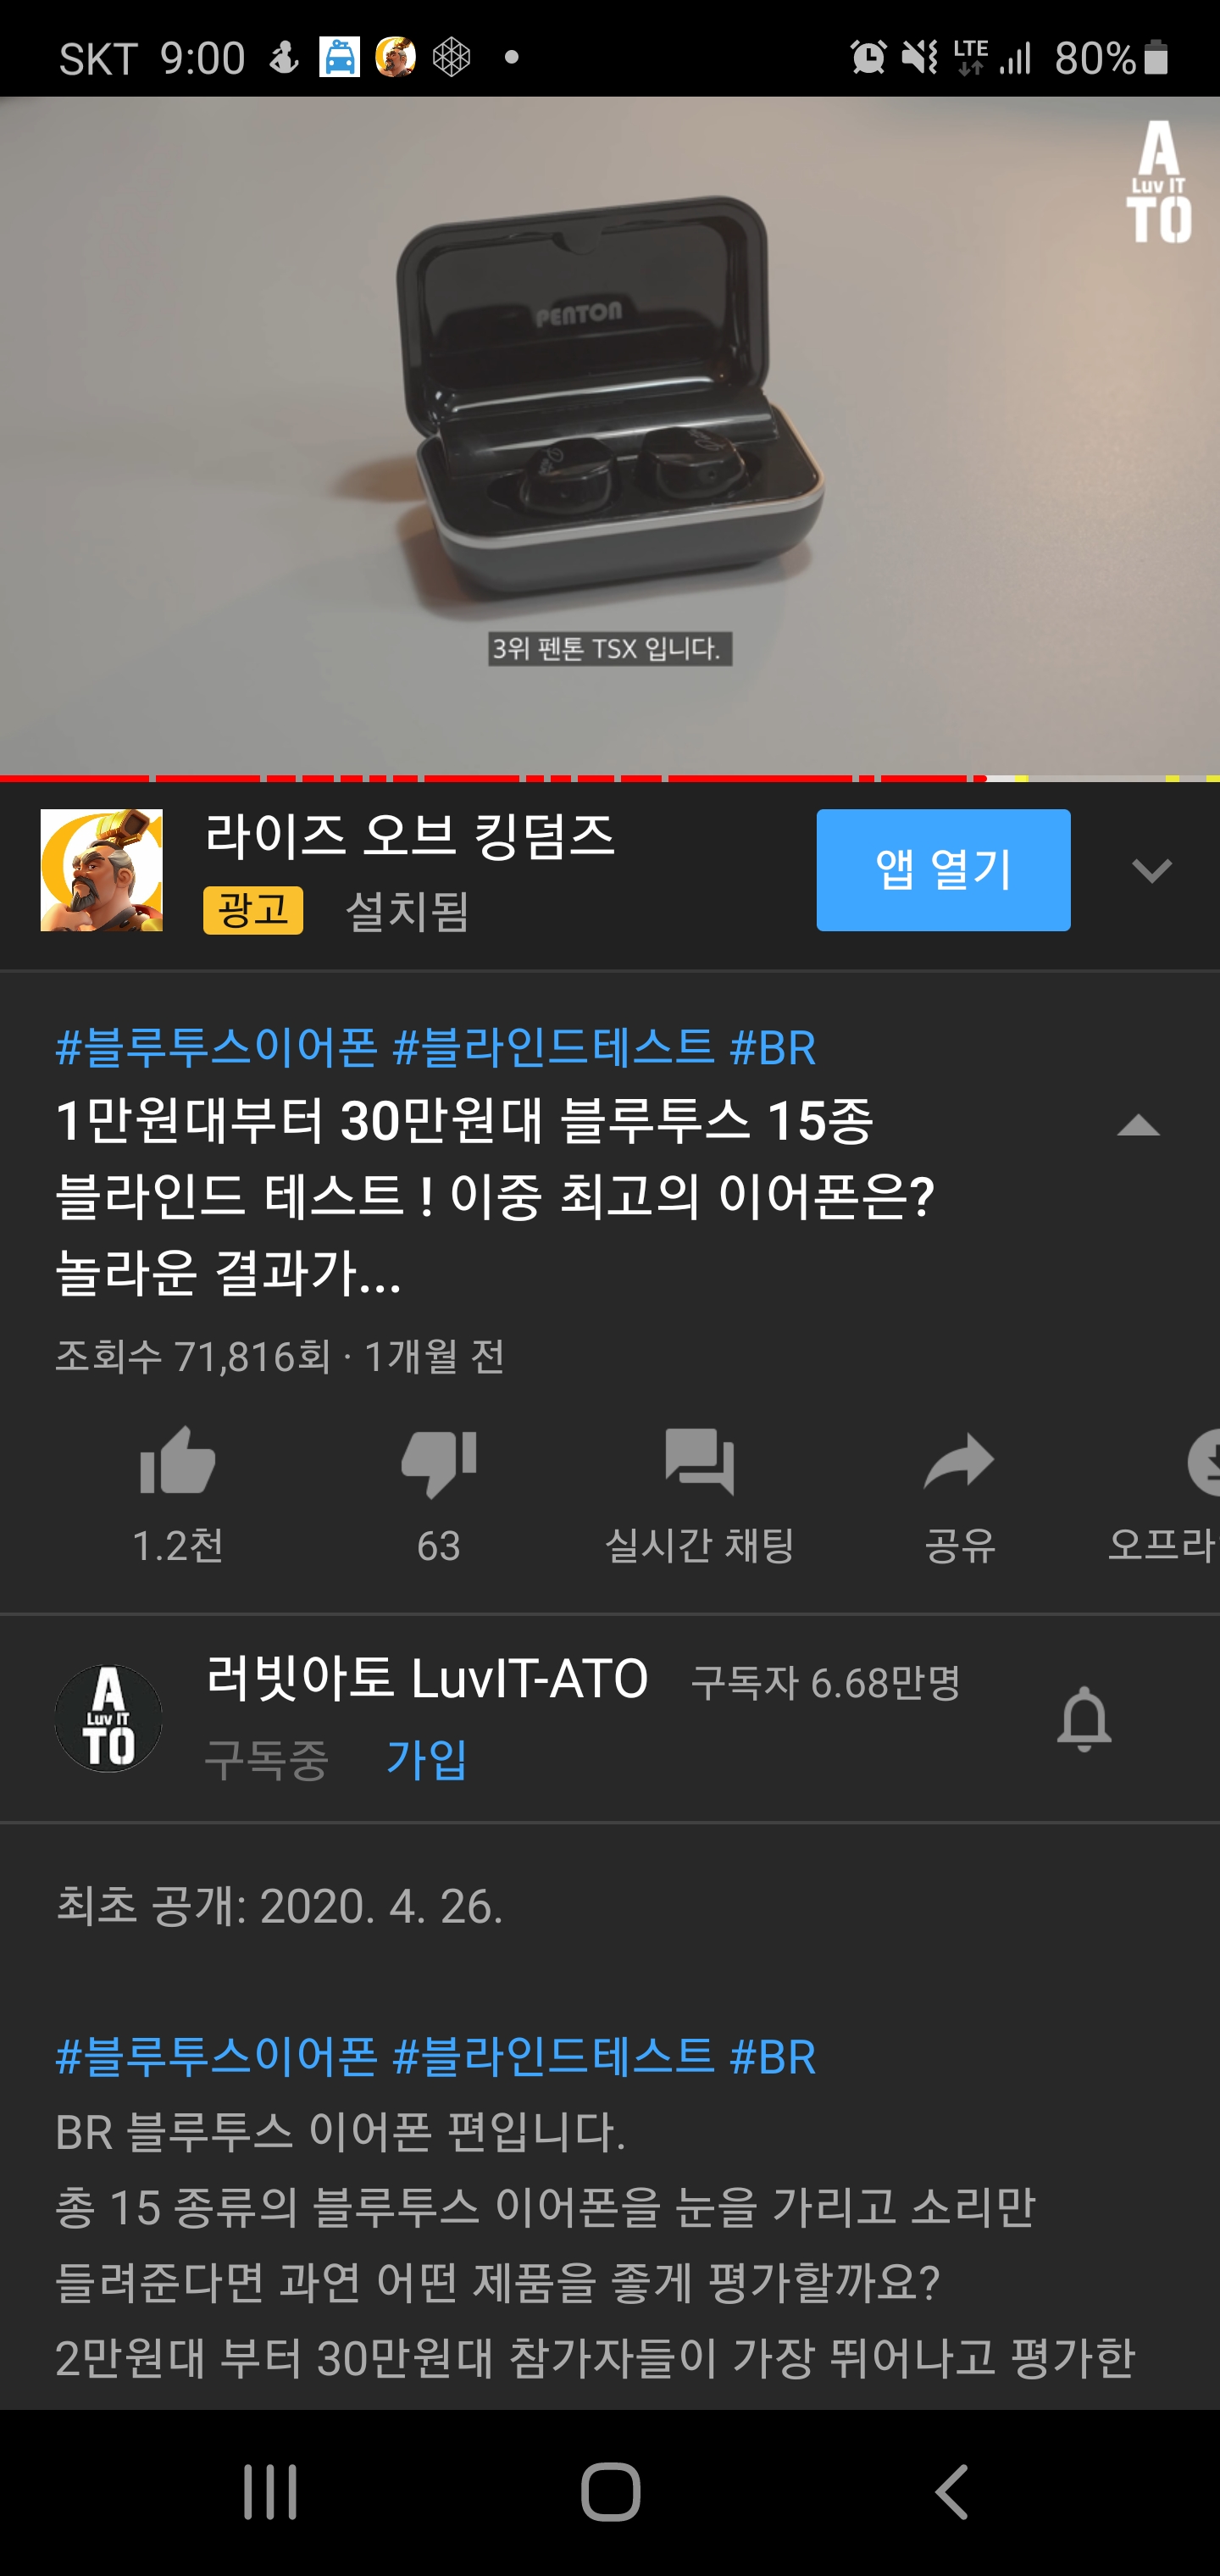 SKT 9:00
LTE
80%
A
Luv IT
TO
PENTON
3위 펜톤 TSX 입니다.
라이즈 오브 킹덤즈
앱 열기
광고 설치됨
#블루투스이어폰 #블라인드테스트 #BR
1만원대부터 30만원대 블루투스 15종
블라인드 테스트 ! 이중 최고의 이어폰은?
놀라운 결과가...
조회수 71,816회 · 1개월 전
1.2천 63 실시간 채팅 공유 오프라
A
Luv IT
TO
러빗아토 LuvIT-ATO 구독자 6.68만명
구독중 가입
최초 공개: 2020. 4. 26.
#블루투스이어폰 #블라인드테스트 #BR
BR 블루투스 이어폰 편입니다.
총 15 종류의 블루투스 이어폰을 눈을 가리고 소리만
들려준다면 과연 어떤 제품을 좋게 평가할까요?
2만원대 부터 30만원대 참가자들이 가장 뛰어나고 평가한